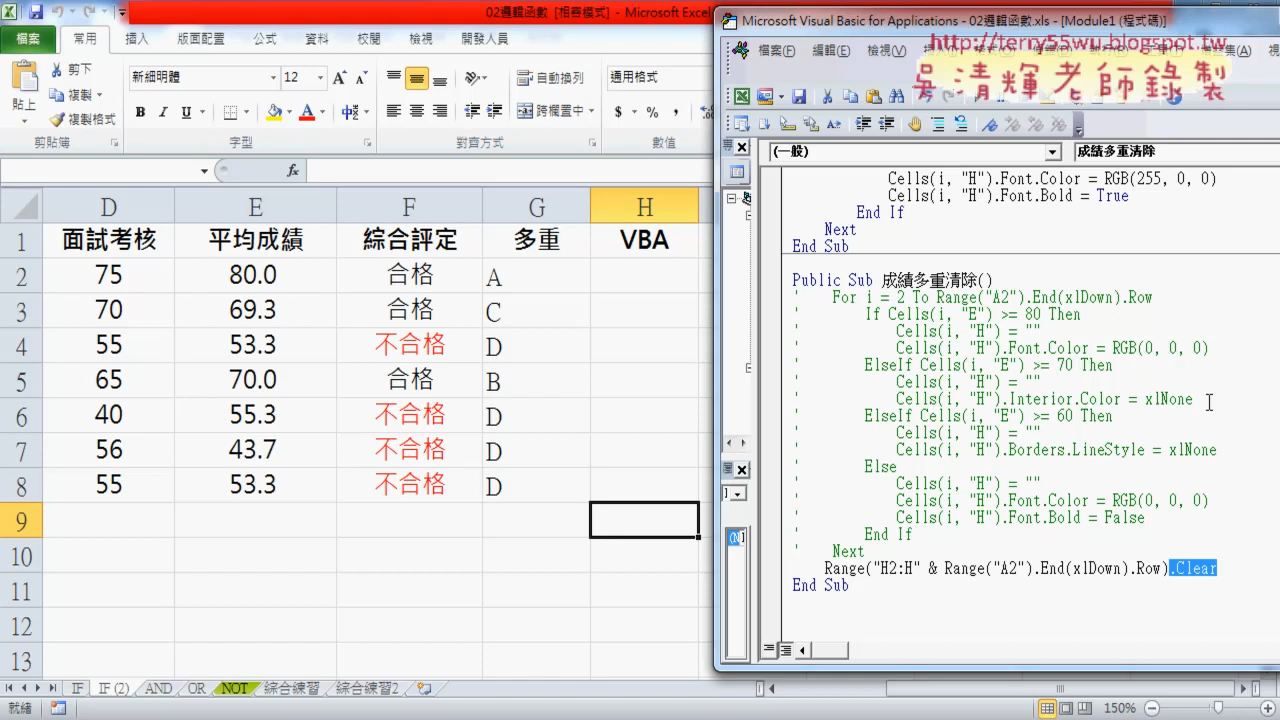 02邏輯函數 [相容模式] - Microsoft Excel
檔案 常用 插入 版面配置 公式 資料 校閱 檢視 開發人員
貼上
剪下
複製
複製格式
剪貼簿
新細明體 12
B I U
字型
自動換列
跨欄置中
對齊方式
通用格式
$ % ,
數值
fx
D E F G H
1 面試考核 平均成績 綜合評定 多重 VBA
2 75 80.0 合格 A
3 70 69.3 合格 C
4 55 53.3 不合格 D
5 65 70.0 合格 B
6 40 55.3 不合格 D
7 56 43.7 不合格 D
8 55 53.3 不合格 D
9
10
11
12
13
IF IF (2) AND OR NOT 綜合練習 綜合練習2
就緒
150%
Microsoft Visual Basic for Applications - 02邏輯函數.xls - [Module1 (程式碼)]
檔案(F) 編輯(E) 檢視(V)
http://terry55wu.blogspot.tw
吳清輝老師錄製
(一般) 成績多重清除
Cells(i, "H").Font.Color = RGB(255, 0, 0)
Cells(i, "H").Font.Bold = True
End If
Next
End Sub
Public Sub 成績多重清除()
' For i = 2 To Range("A2").End(xlDown).Row
' If Cells(i, "E") >= 80 Then
' Cells(i, "H") = ""
' Cells(i, "H").Font.Color = RGB(0, 0, 0)
' ElseIf Cells(i, "E") >= 70 Then
' Cells(i, "H") = ""
' Cells(i, "H").Interior.Color = xlNone
' ElseIf Cells(i, "E") >= 60 Then
' Cells(i, "H") = ""
' Cells(i, "H").Borders.LineStyle = xlNone
' Else
' Cells(i, "H") = ""
' Cells(i, "H").Font.Color = RGB(0, 0, 0)
' Cells(i, "H").Font.Bold = False
' End If
' Next
Range("H2:H" & Range("A2").End(xlDown).Row).Clear
End Sub